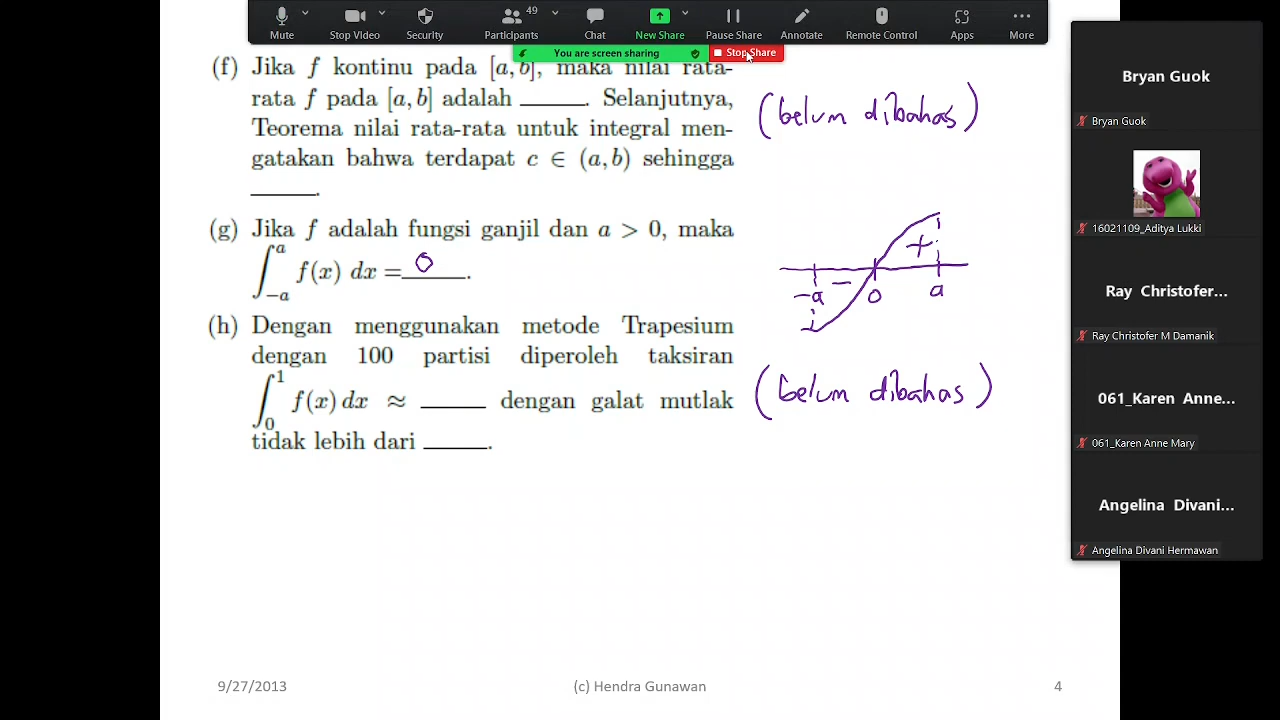 49
Mute
Stop Video
Security
Participants
Chat
New Share
Pause Share
Annotate
Remote Control
Apps
More
You are screen sharing
Stop Share
(f) Jika f kontinu pada [a, b], maka nilai rata-
rata f pada [a, b] adalah _____. Selanjutnya,
Teorema nilai rata-rata untuk integral men-
gatakan bahwa terdapat c ∈ (a, b) sehingga
_____.
(belum dibahas)
(g) Jika f adalah fungsi ganjil dan a > 0, maka
∫_{-a}^{a} f(x) dx = 0.
+
−
-a 0 a
(h) Dengan menggunakan metode Trapesium
dengan 100 partisi diperoleh taksiran
∫_0^1 f(x) dx ≈ _____ dengan galat mutlak
tidak lebih dari _____.
(belum dibahas)
9/27/2013
(c) Hendra Gunawan
4
Bryan Guok
Bryan Guok
16021109_Aditya Lukki
Ray Christofer...
Ray Christofer M Damanik
061_Karen Anne...
061_Karen Anne Mary
Angelina Divani...
Angelina Divani Hermawan